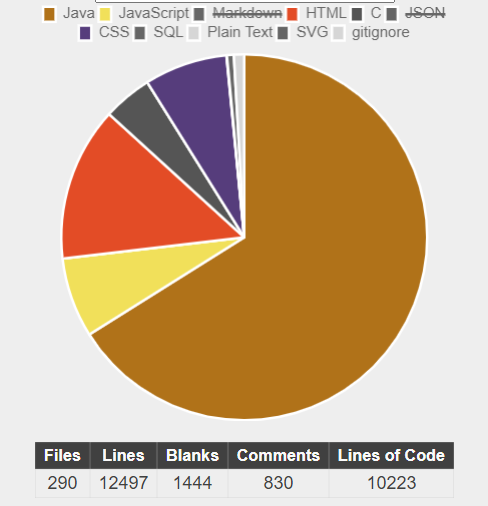 Java JavaScript Markdown HTML C JSON
CSS SQL Plain Text SVG gitignore
Files Lines Blanks Comments Lines of Code
290 12497 1444 830 10223